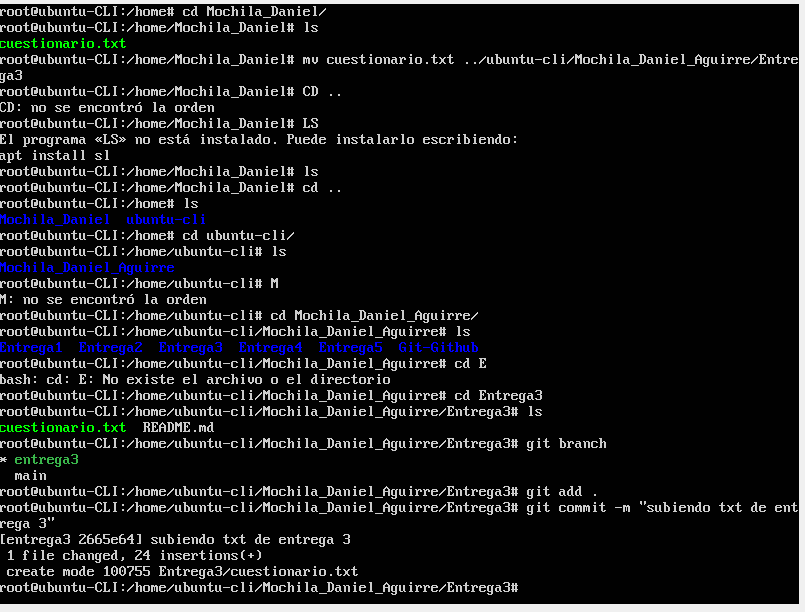 root@ubuntu-CLI:/home# cd Mochila_Daniel/
root@ubuntu-CLI:/home/Mochila_Daniel# ls
cuestionario.txt
root@ubuntu-CLI:/home/Mochila_Daniel# mv cuestionario.txt ../ubuntu-cli/Mochila_Daniel_Aguirre/Entre
ga3
root@ubuntu-CLI:/home/Mochila_Daniel# CD ..
CD: no se encontró la orden
root@ubuntu-CLI:/home/Mochila_Daniel# LS
El programa «LS» no está instalado. Puede instalarlo escribiendo:
apt install sl
root@ubuntu-CLI:/home/Mochila_Daniel# ls
root@ubuntu-CLI:/home/Mochila_Daniel# cd ..
root@ubuntu-CLI:/home# ls
Mochila_Daniel  ubuntu-cli
root@ubuntu-CLI:/home# cd ubuntu-cli/
root@ubuntu-CLI:/home/ubuntu-cli# ls
Mochila_Daniel_Aguirre
root@ubuntu-CLI:/home/ubuntu-cli# M
M: no se encontró la orden
root@ubuntu-CLI:/home/ubuntu-cli# cd Mochila_Daniel_Aguirre/
root@ubuntu-CLI:/home/ubuntu-cli/Mochila_Daniel_Aguirre# ls
Entrega1  Entrega2  Entrega3  Entrega4  Entrega5  Git-Github
root@ubuntu-CLI:/home/ubuntu-cli/Mochila_Daniel_Aguirre# cd E
bash: cd: E: No existe el archivo o el directorio
root@ubuntu-CLI:/home/ubuntu-cli/Mochila_Daniel_Aguirre# cd Entrega3
root@ubuntu-CLI:/home/ubuntu-cli/Mochila_Daniel_Aguirre/Entrega3# ls
cuestionario.txt  README.md
root@ubuntu-CLI:/home/ubuntu-cli/Mochila_Daniel_Aguirre/Entrega3# git branch
* entrega3
  main
root@ubuntu-CLI:/home/ubuntu-cli/Mochila_Daniel_Aguirre/Entrega3# git add .
root@ubuntu-CLI:/home/ubuntu-cli/Mochila_Daniel_Aguirre/Entrega3# git commit -m "subiendo txt de ent
rega 3"
[entrega3 2665e64] subiendo txt de entrega 3
 1 file changed, 24 insertions(+)
 create mode 100755 Entrega3/cuestionario.txt
root@ubuntu-CLI:/home/ubuntu-cli/Mochila_Daniel_Aguirre/Entrega3#